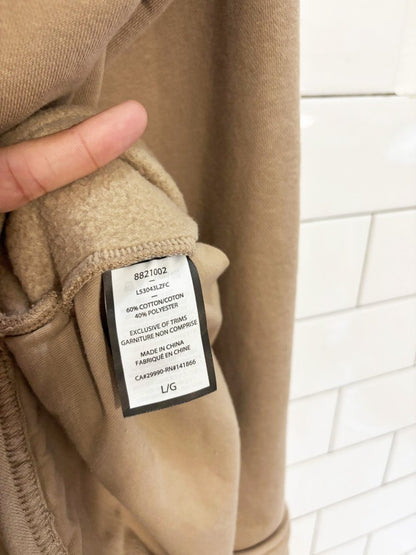 8821002
—
LS3043LZFC
—
60% COTTON/COTON
40% POLYESTER
—
EXCLUSIVE OF TRIMS
GARNITURE NON COMPRISE
—
MADE IN CHINA
FABRIQUÉ EN CHINE
—
CA#29990-RN#141866
—
L/G